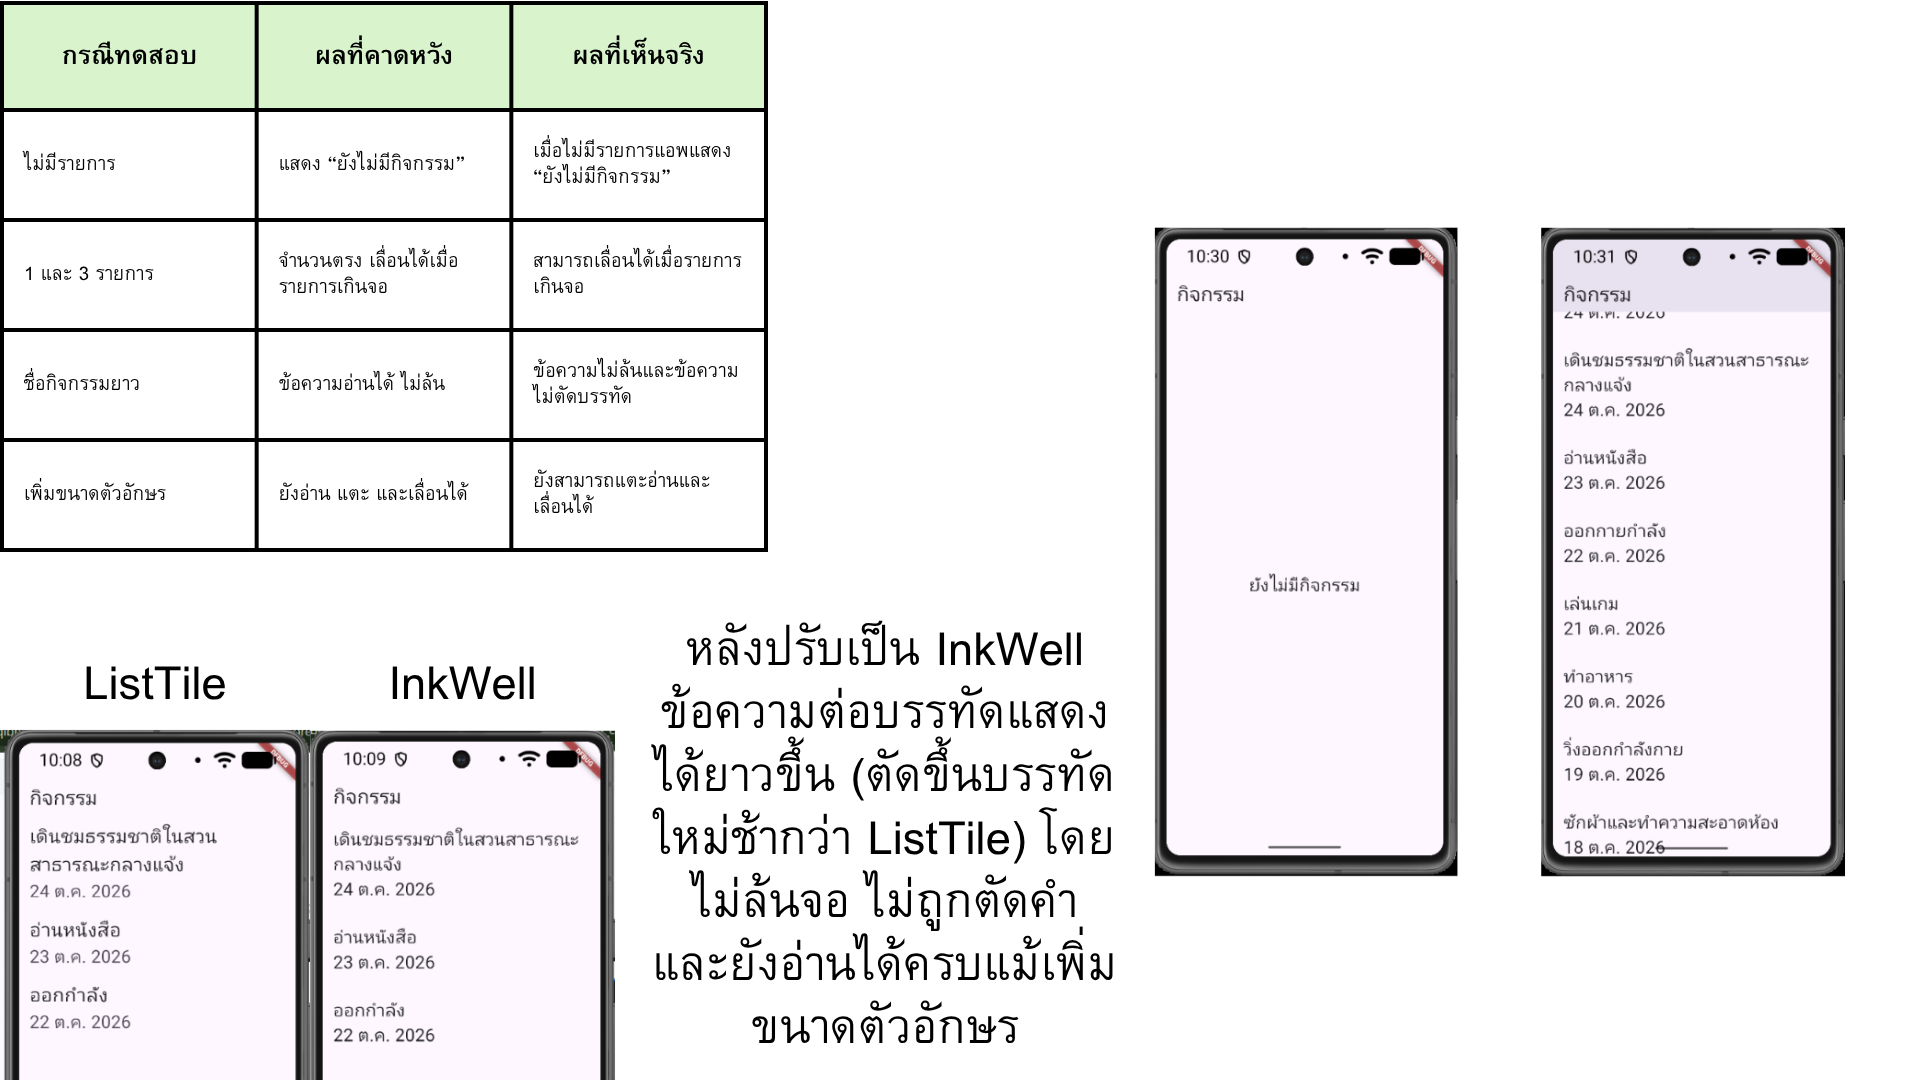 กรณีทดสอบ
ผลที่คาดหวัง
ผลที่เห็นจริง
ไม่มีรายการ
แสดง “ยังไม่มีกิจกรรม”
เมื่อไม่มีรายการแอพแสดง
“ยังไม่มีกิจกรรม”
1 และ 3 รายการ
จำนวนตรง เลื่อนได้เมื่อ
รายการเกินจอ
สามารถเลื่อนได้เมื่อรายการ
เกินจอ
ชื่อกิจกรรมยาว
ข้อความอ่านได้ ไม่ล้น
ข้อความไม่ล้นและข้อความ
ไม่ตัดบรรทัด
เพิ่มขนาดตัวอักษร
ยังอ่าน แตะ และเลื่อนได้
ยังสามารถแตะอ่านและ
เลื่อนได้
ListTile
10:08
กิจกรรม
เดินชมธรรมชาติในสวน
สาธารณะกลางแจ้ง
24 ต.ค. 2026
อ่านหนังสือ
23 ต.ค. 2026
ออกกำลัง
22 ต.ค. 2026
InkWell
10:09
กิจกรรม
เดินชมธรรมชาติในสวนสาธารณะ
กลางแจ้ง
24 ต.ค. 2026
อ่านหนังสือ
23 ต.ค. 2026
ออกกำลัง
22 ต.ค. 2026
หลังปรับเป็น InkWell
ข้อความต่อบรรทัดแสดง
ได้ยาวขึ้น (ตัดขึ้นบรรทัด
ใหม่ช้ากว่า ListTile) โดย
ไม่ล้นจอ ไม่ถูกตัดคำ
และยังอ่านได้ครบแม้เพิ่ม
ขนาดตัวอักษร
10:30
กิจกรรม
ยังไม่มีกิจกรรม
10:31
กิจกรรม
24 ต.ค. 2026
เดินชมธรรมชาติในสวนสาธารณะ
กลางแจ้ง
24 ต.ค. 2026
อ่านหนังสือ
23 ต.ค. 2026
ออกกายกำลัง
22 ต.ค. 2026
เล่นเกม
21 ต.ค. 2026
ทำอาหาร
20 ต.ค. 2026
วิ่งออกกำลังกาย
19 ต.ค. 2026
ซักผ้าและทำความสะอาดห้อง
18 ต.ค. 2026